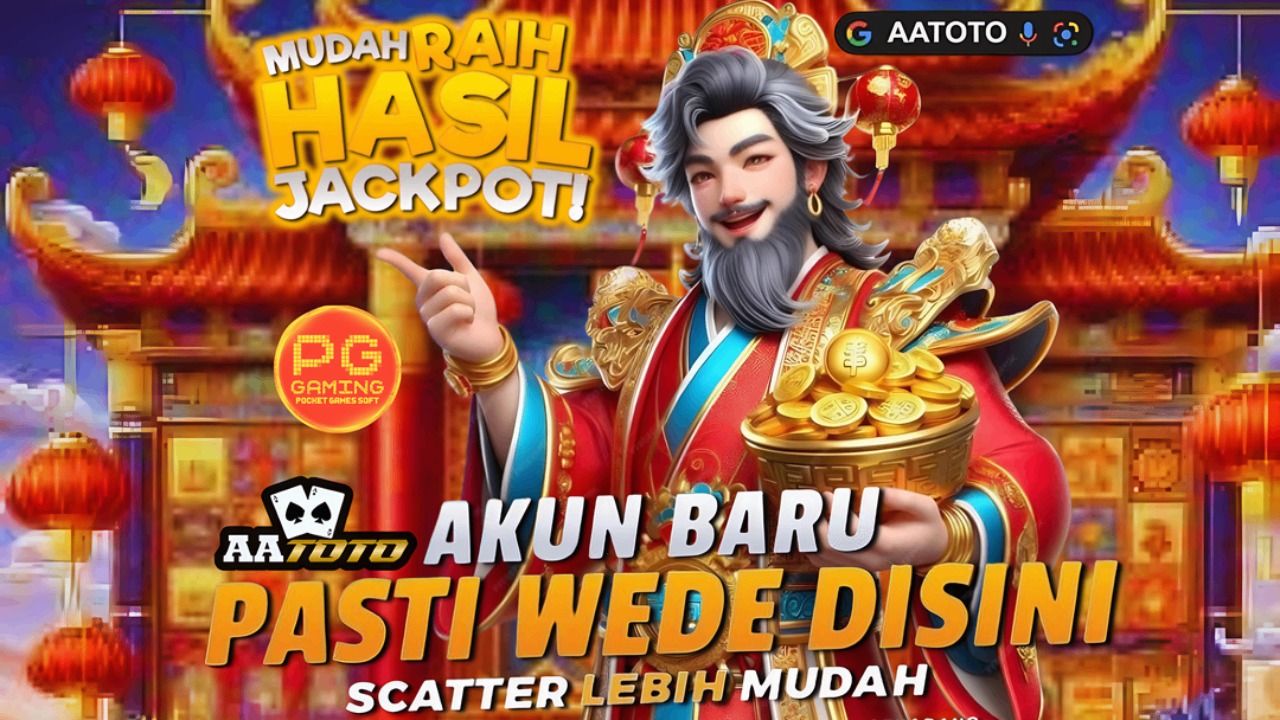 MUDAH RAIH
HASIL
JACKPOT!
AATOTO
PG
GAMING
POCKET GAMES SOFT
AATOTO
AKUN BARU
PASTI WEDE DISINI
SCATTER LEBIH MUDAH